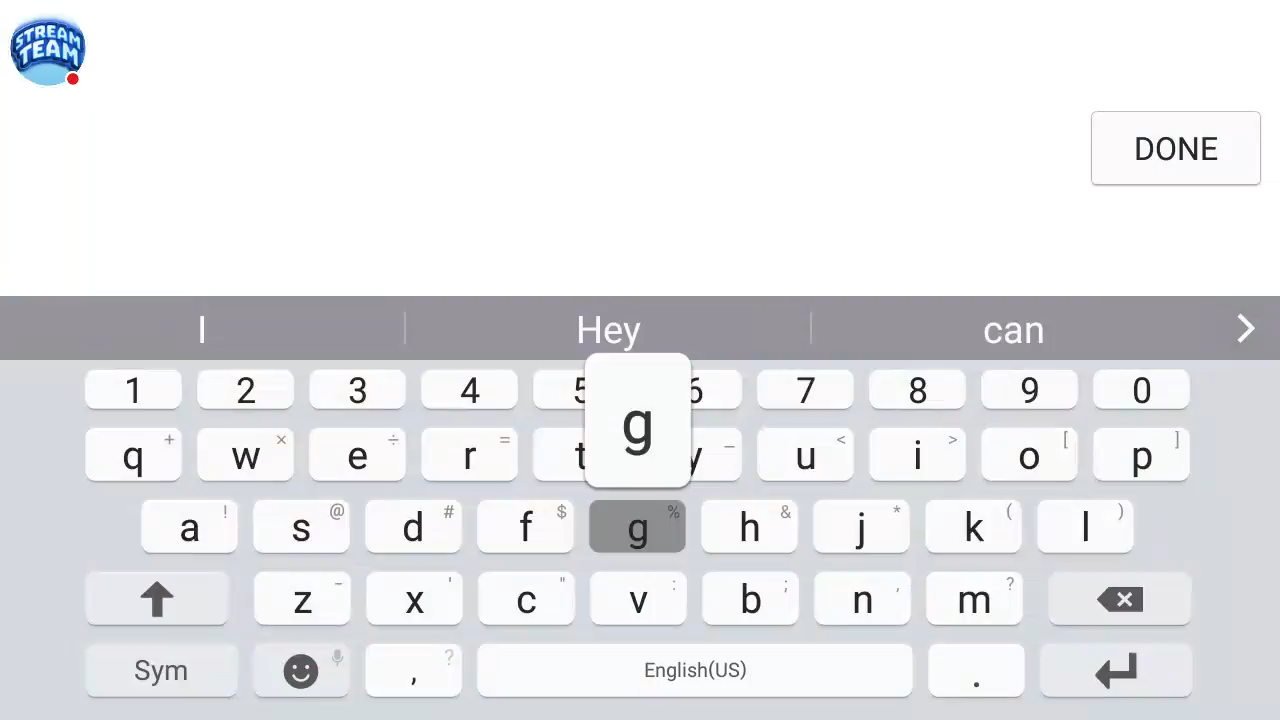 STREAM
TEAM
DONE
I Hey can
1 2 3 4 5 6 7 8 9 0
g
q + w × e ÷ r = t y − u < i > o [ p ]
a ! s @ d # f $ g % h & j * k ( l )
z - x ' c " v : b ; n , m ?
Sym , ? English(US) .